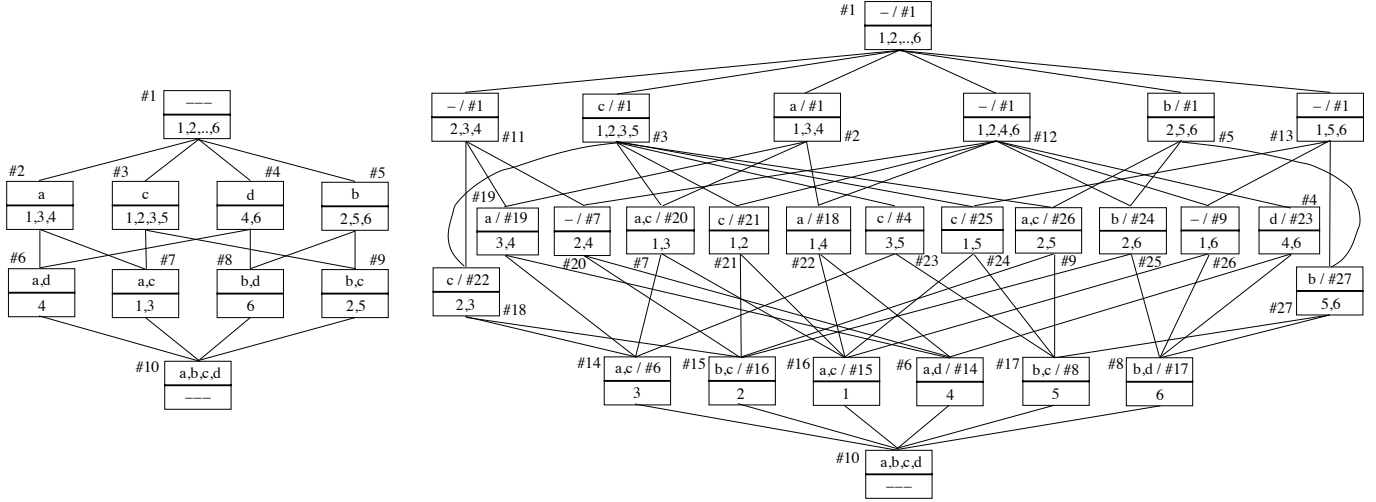 #1
–––
1,2,..,6
#2
#3
#4
#5
a
1,3,4
c
1,2,3,5
d
4,6
b
2,5,6
#6
#7
#8
#9
a,d
4
a,c
1,3
b,d
6
b,c
2,5
#10
a,b,c,d
–––
#1
– / #1
1,2,..,6
– / #1
2,3,4
#11
c / #1
1,2,3,5
#3
a / #1
1,3,4
#2
– / #1
1,2,4,6
#12
b / #1
2,5,6
#5
– / #1
1,5,6
#13
#19
a / #19
3,4
– / #7
2,4
#20
a,c / #20
1,3
#7
c / #21
1,2
#21
a / #18
1,4
#22
c / #4
3,5
#23
c / #25
1,5
#24
a,c / #26
2,5
#9
b / #24
2,6
#25
– / #9
1,6
#26
#4
d / #23
4,6
c / #22
2,3
#18
b / #27
5,6
#27
#14
a,c / #6
3
#15
b,c / #16
2
#16
a,c / #15
1
#6
a,d / #14
4
#17
b,c / #8
5
#8
b,d / #17
6
#10
a,b,c,d
–––